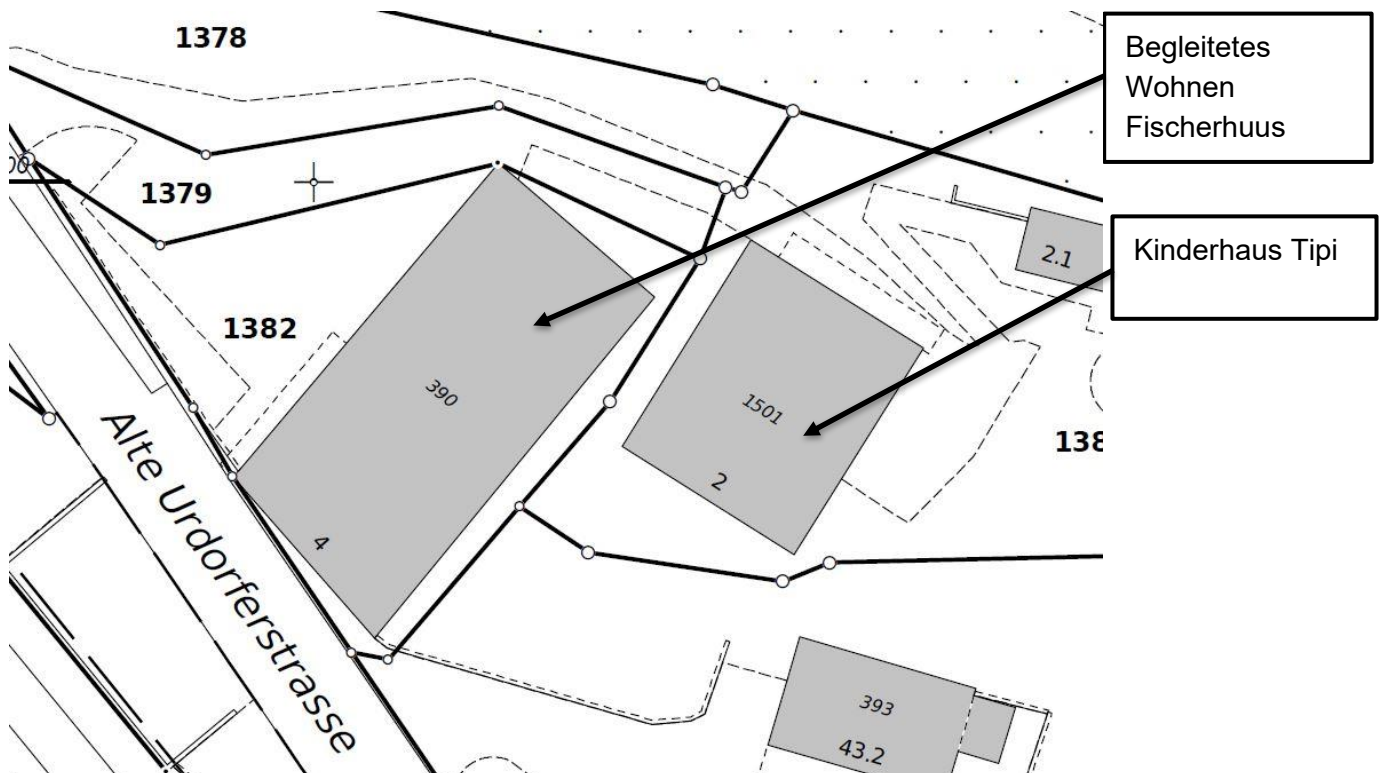 1378
Begleitetes
Wohnen
Fischerhuus
1379
2.1
Kinderhaus Tipi
1382
390
1501
138
2
4
Alte Urdorferstrasse
393
43.2